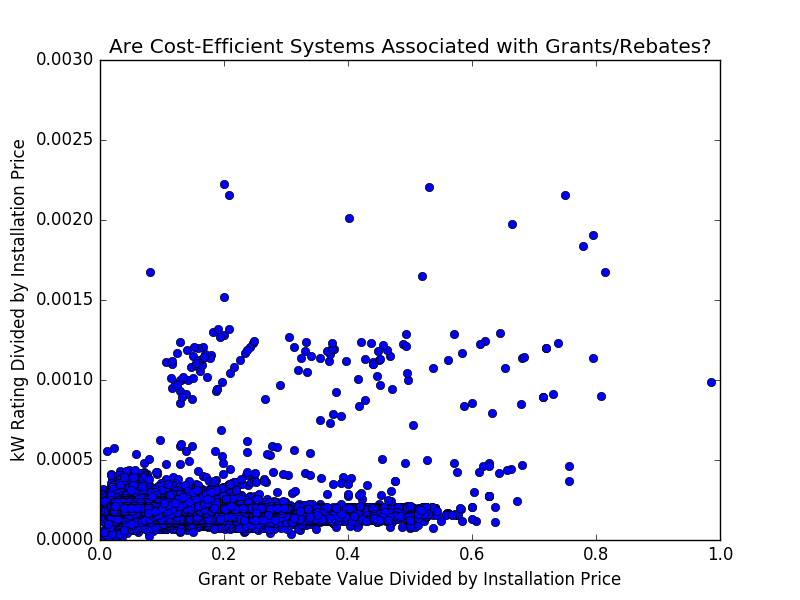 Are Cost-Efficient Systems Associated with Grants/Rebates?
0.0030
0.0025
0.0020
0.0015
0.0010
0.0005
0.0000
kW Rating Divided by Installation Price
0.0 0.2 0.4 0.6 0.8 1.0
Grant or Rebate Value Divided by Installation Price